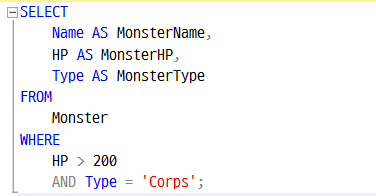 SELECT
Name AS MonsterName,
HP AS MonsterHP,
Type AS MonsterType
FROM
Monster
WHERE
HP > 200
AND Type = 'Corps';